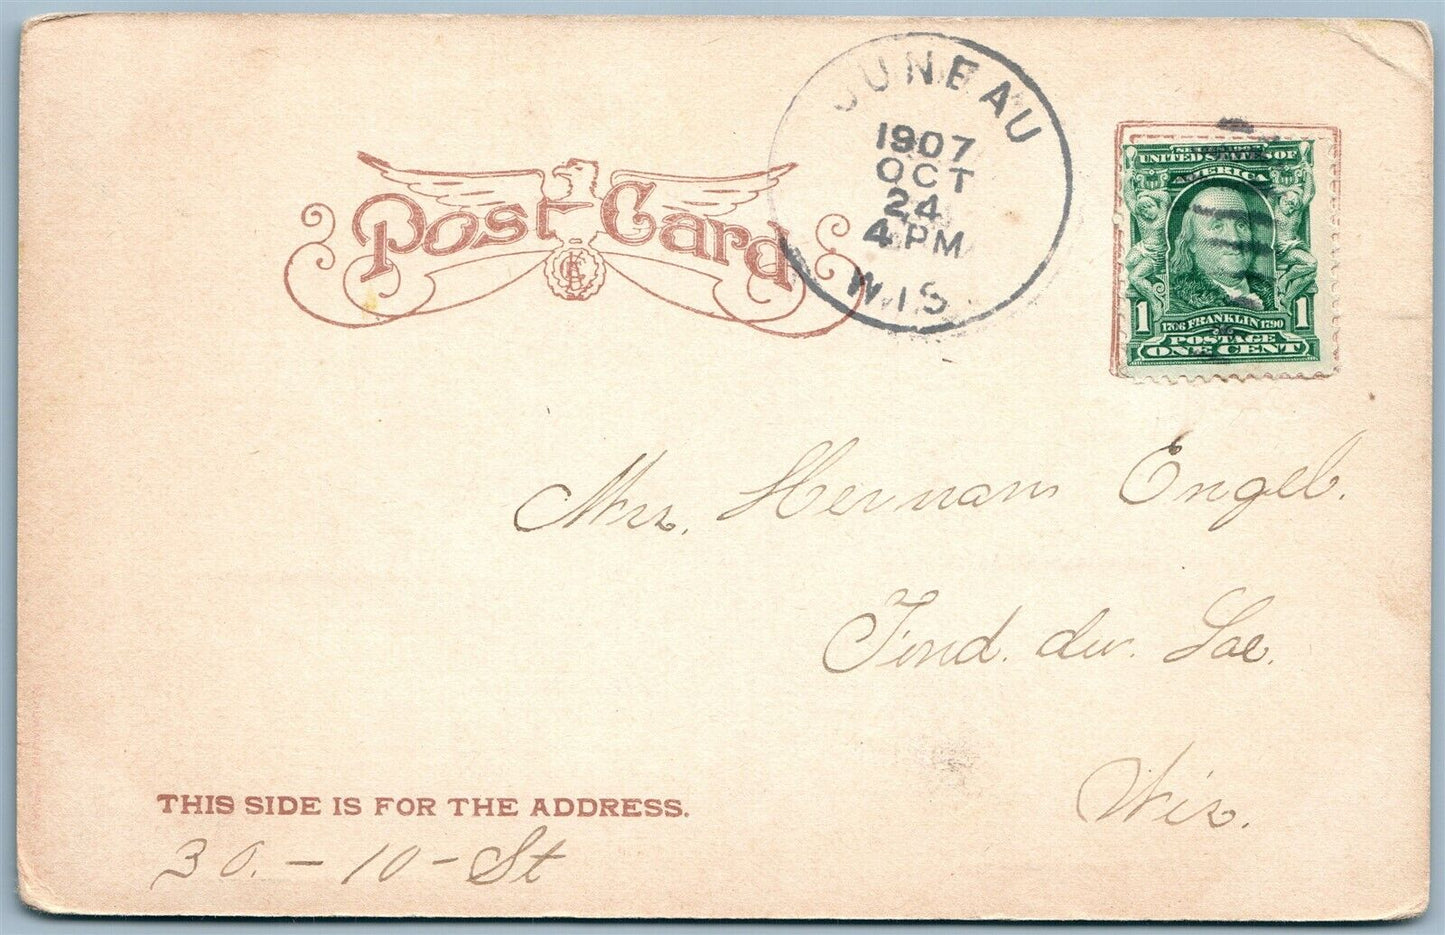 JUNEAU
1907
OCT
24
4 PM
WIS.
Post Card
SERIES 1902
UNITED STATES OF
AMERICA
1 1706 FRANKLIN 1790 1
POSTAGE
ONE CENT
Mrs. Herman Engel.
Fond. du. Lac.
Wis.
THIS SIDE IS FOR THE ADDRESS.
30. - 10 - St